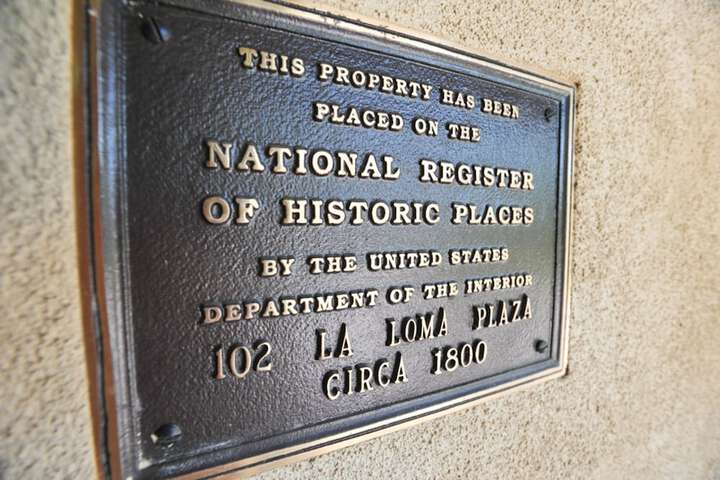 THIS PROPERTY HAS BEEN
PLACED ON THE
NATIONAL REGISTER
OF HISTORIC PLACES
BY THE UNITED STATES
DEPARTMENT OF THE INTERIOR
102 LA LOMA PLAZA
CIRCA 1800